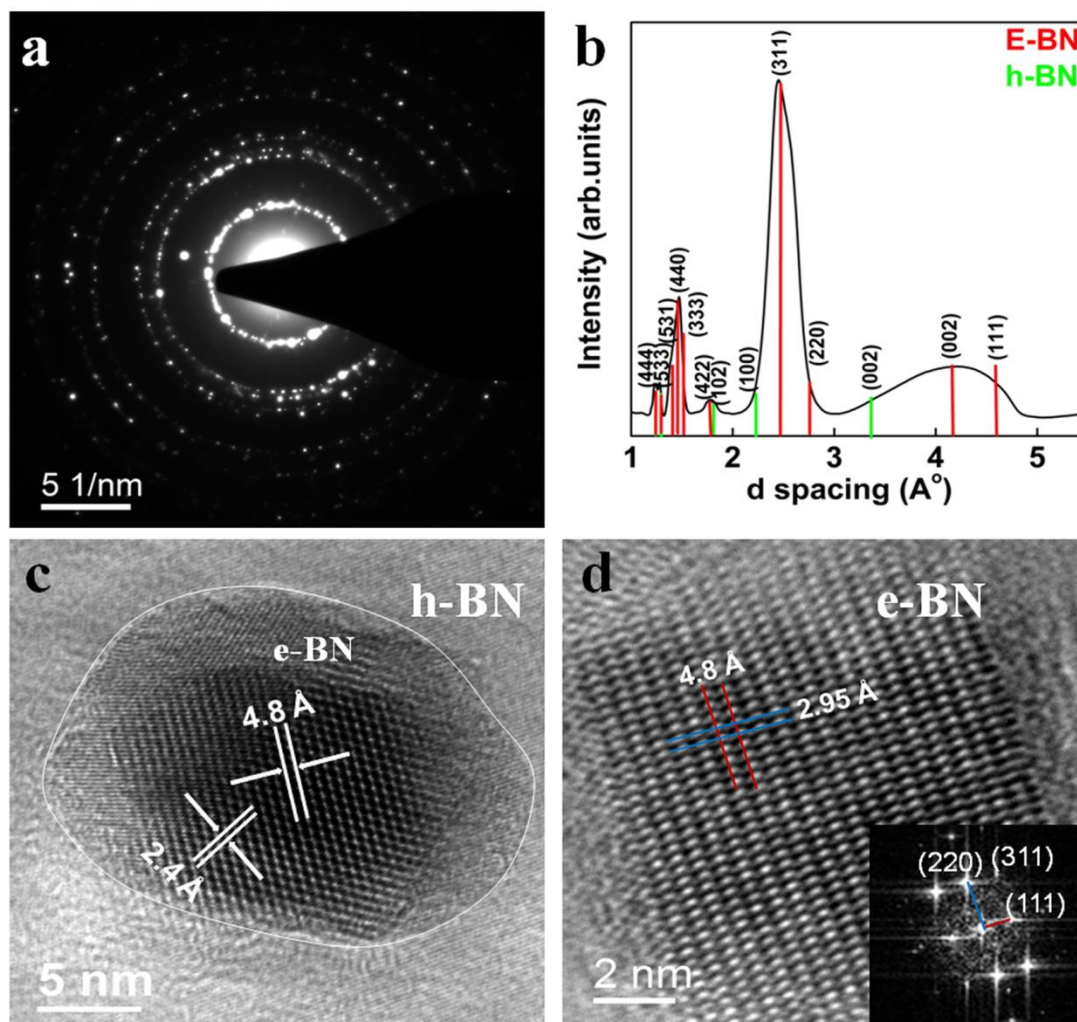 a
5 1/nm
b
E-BN
h-BN
Intensity (arb.units)
(444)
(533)
(531)
(440)
(333)
(422)
(102)
(100)
(311)
(220)
(002)
(002)
(111)
1 2 3 4 5
d spacing (A°)
c
h-BN
e-BN
4.8 Å
2.4 Å
5 nm
d
e-BN
4.8 Å
2.95 Å
2 nm
(220)
(311)
(111)